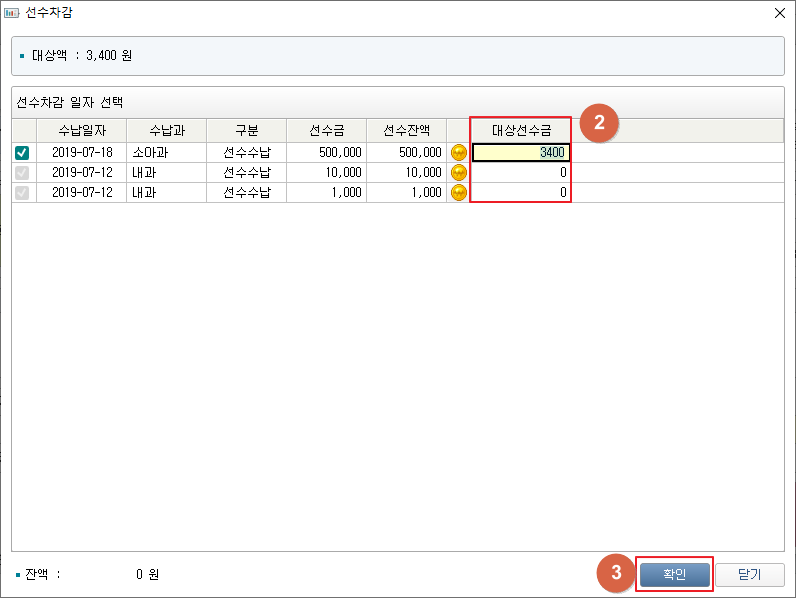 선수차감
대상액 : 3,400 원
선수차감 일자 선택
수납일자 수납과 구분 선수금 선수잔액 대상선수금 2
2019-07-18 소아과 선수수납 500,000 500,000 3400
2019-07-12 내과 선수수납 10,000 10,000 0
2019-07-12 내과 선수수납 1,000 1,000 0
잔액 : 0 원 3 확인 닫기